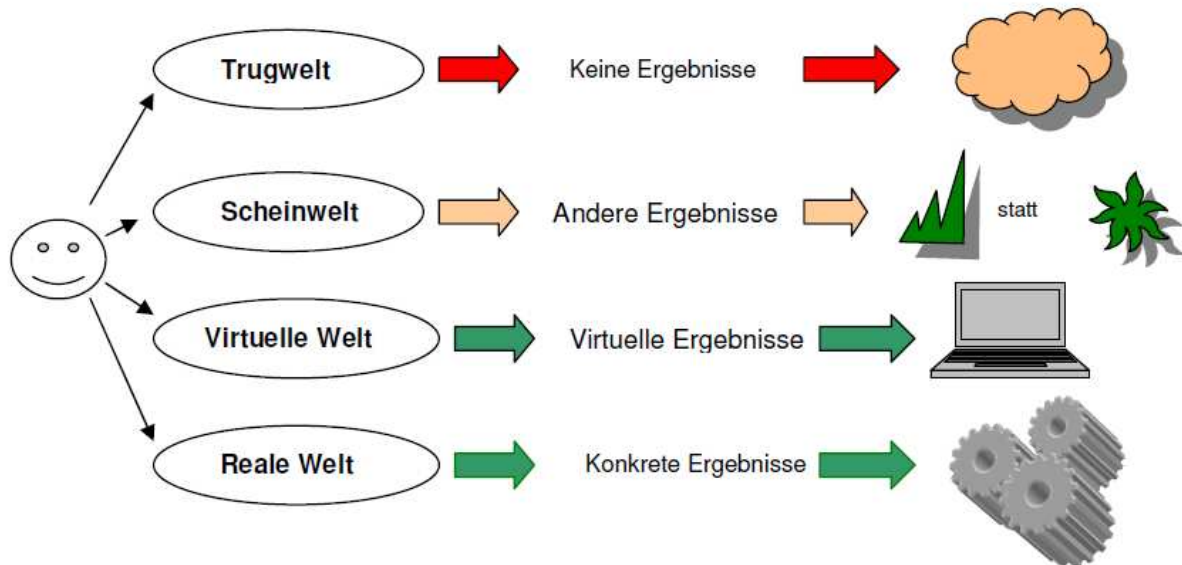 Trugwelt
Keine Ergebnisse
Scheinwelt
Andere Ergebnisse
statt
Virtuelle Welt
Virtuelle Ergebnisse
Reale Welt
Konkrete Ergebnisse